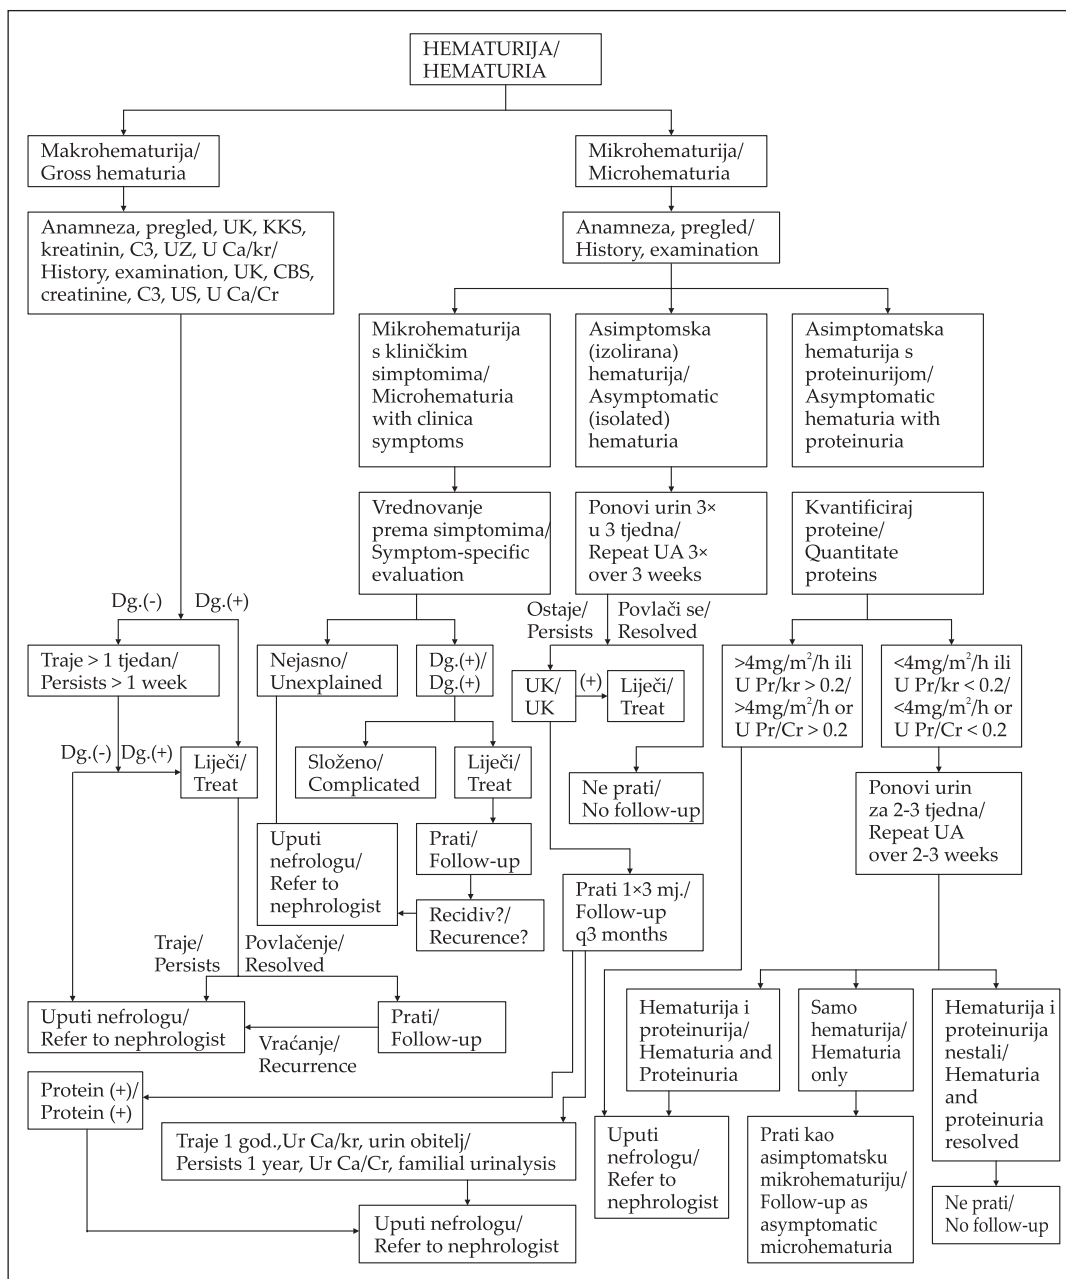 HEMATURIJA/
HEMATURIA
Makrohematurija/
Gross hematuria
Mikrohematurija/
Microhematuria
Anamneza, pregled, UK, KKS,
kreatinin, C3, UZ, U Ca/kr/
History, examination, UK, CBS,
creatinine, C3, US, U Ca/Cr
Anamneza, pregled/
History, examination
Mikrohematurija
s kliničkim
simptomima/
Microhematuria
with clinica
symptoms
Asimptomska
(izolirana)
hematurija/
Asymptomatic
(isolated)
hematuria
Asimptomatska
hematurija s
proteinurijom/
Asymptomatic
hematuria with
proteinuria
Vrednovanje
prema simptomima/
Symptom-specific
evaluation
Ponovi urin 3×
u 3 tjedna/
Repeat UA 3×
over 3 weeks
Kvantificiraj
proteine/
Quantitate
proteins
Dg.(-)
Dg.(+)
Ostaje/
Persists
Povlači se/
Resolved
Traje > 1 tjedan/
Persists > 1 week
Nejasno/
Unexplained
Dg.(+)/
Dg.(+)
UK/
UK
(+)
Liječi/
Treat
>4mg/m²/h ili
U Pr/kr > 0.2/
>4mg/m²/h or
U Pr/Cr > 0.2
<4mg/m²/h ili
U Pr/kr < 0.2/
<4mg/m²/h or
U Pr/Cr < 0.2
Dg.(-)
Dg.(+)
Liječi/
Treat
Složeno/
Complicated
Liječi/
Treat
Ne prati/
No follow-up
Ponovi urin
za 2-3 tjedna/
Repeat UA
over 2-3 weeks
Uputi
nefrologu/
Refer to
nephrologist
Prati/
Follow-up
Recidiv?/
Recurence?
Prati 1×3 mj./
Follow-up
q3 months
Traje/
Persists
Povlačenje/
Resolved
Uputi nefrologu/
Refer to nephrologist
Vraćanje/
Recurrence
Prati/
Follow-up
Hematurija i
proteinurija/
Hematuria and
Proteinuria
Samo
hematurija/
Hematuria
only
Hematurija i
proteinurija
nestali/
Hematuria
and
proteinuria
resolved
Protein (+)/
Protein (+)
Traje 1 god.,Ur Ca/kr, urin obitelj/
Persists 1 year, Ur Ca/Cr, familial urinalysis
Uputi
nefrologu/
Refer to
nephrologist
Prati kao
asimptomatsku
mikrohematuriju/
Follow-up as
asymptomatic
microhematuria
Ne prati/
No follow-up
Uputi nefrologu/
Refer to nephrologist